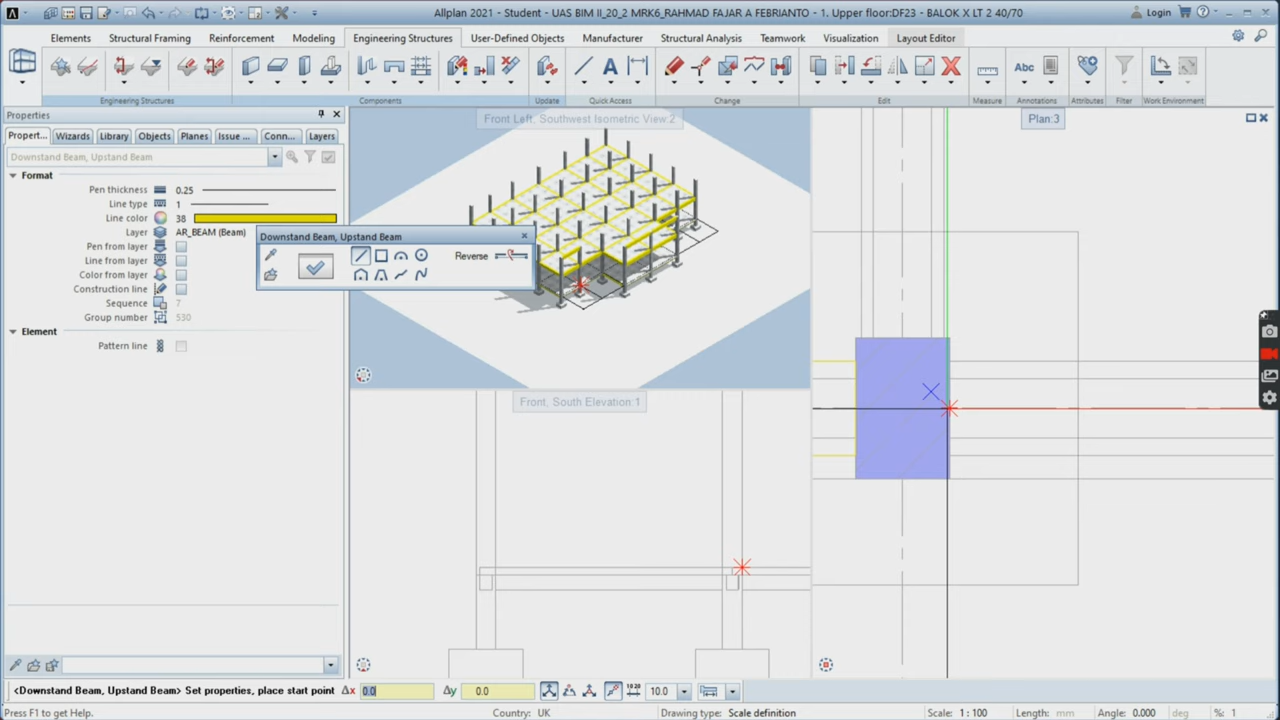 Allplan 2021 - Student - UAS BIM II_20_2 MRK6_RAHMAD FAJAR A FEBRIANTO - 1. Upper floor:DF23 - BALOK X LT 2 40/70
Login
Elements Structural Framing Reinforcement Modeling Engineering Structures User-Defined Objects Manufacturer Structural Analysis Teamwork Visualization Layout Editor
Abc
Engineering Structures Components Update Quick Access Change Edit Measure Annotations Attributes Filter Work Environment
Properties
Propert... Wizards Library Objects Planes Issue ... Conn... Layers
Downstand Beam, Upstand Beam
Format
Pen thickness 0.25
Line type 1
Line color 38
Layer AR_BEAM (Beam)
Pen from layer
Line from layer
Color from layer
Construction line
Sequence 7
Group number 530
Element
Pattern line
Downstand Beam, Upstand Beam
Reverse
Front Left, Southwest Isometric View:2
Front, South Elevation:1
Plan:3
<Downstand Beam, Upstand Beam> Set properties, place start point Δx 0.0 Δy 0.0 10.0
Press F1 to get Help. Country: UK Drawing type: Scale definition Scale: 1 : 100 Length: mm Angle: 0.000 deg %: 1